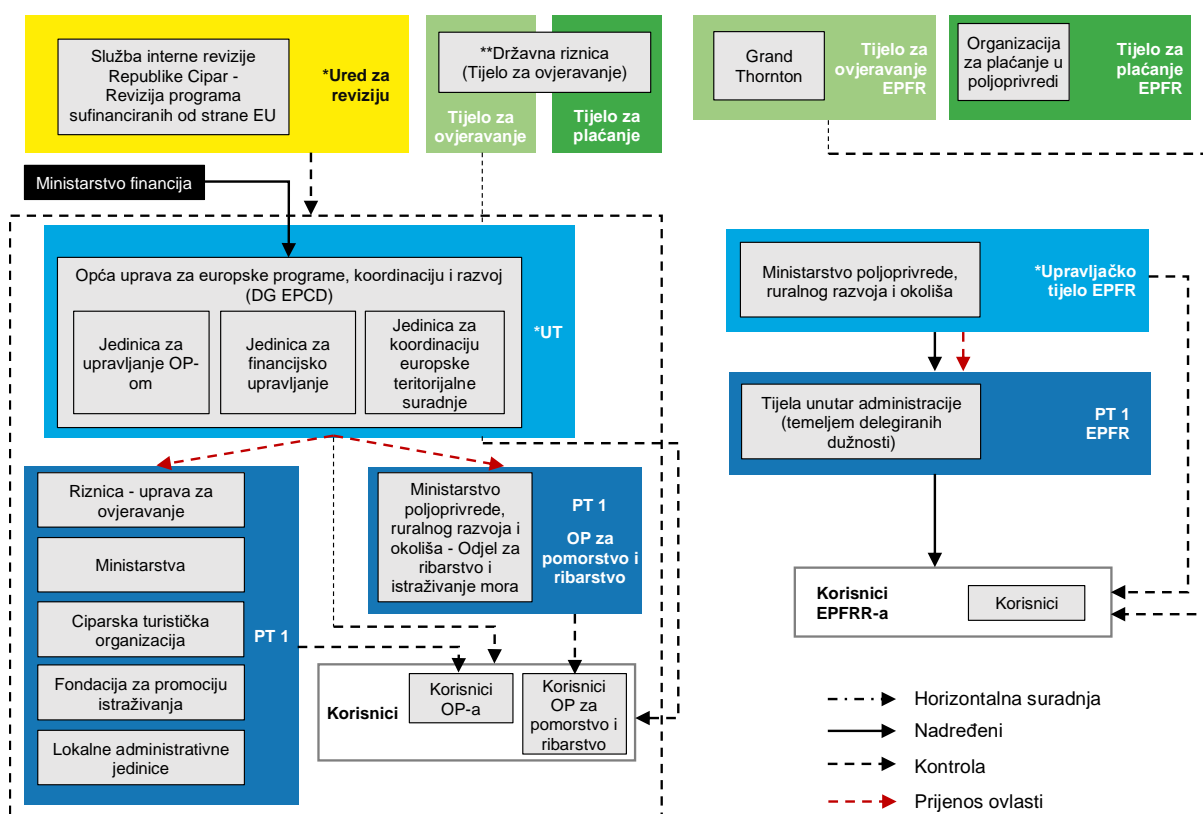 Služba interne revizije
Republike Cipar -
Revizija programa
sufinanciranih od strane EU
*Ured za
reviziju
**Državna riznica
(Tijelo za ovjeravanje)
Tijelo za
ovjeravanje
Tijelo za
plaćanje
Grand
Thornton
Tijelo za
ovjeravanje
EPFR
Organizacija
za plaćanje u
poljoprivredi
Tijelo za
plaćanje
EPFR
Ministarstvo financija
Opća uprava za europske programe, koordinaciju i razvoj
(DG EPCD)
Jedinica za
upravljanje OP-
om
Jedinica za
financijsko
upravljanje
Jedinica za
koordinaciju
europske
teritorijalne
suradnje
*UT
Ministarstvo poljoprivrede,
ruralnog razvoja i okoliša
*Upravljačko
tijelo EPFR
Tijela unutar administracije
(temeljem delegiranih
dužnosti)
PT 1
EPFR
Riznica - uprava za
ovjeravanje
Ministarstva
Ciparska turistička
organizacija
Fondacija za promociju
istraživanja
Lokalne administrativne
jedinice
PT 1
Ministarstvo
poljoprivrede,
ruralnog razvoja i
okoliša - Odjel za
ribarstvo i
istraživanje mora
PT 1
OP za
pomorstvo i
ribarstvo
Korisnici
Korisnici
OP-a
Korisnici
OP za
pomorstvo i
ribarstvo
Korisnici
EPFRR-a
Korisnici
Horizontalna suradnja
Nadređeni
Kontrola
Prijenos ovlasti